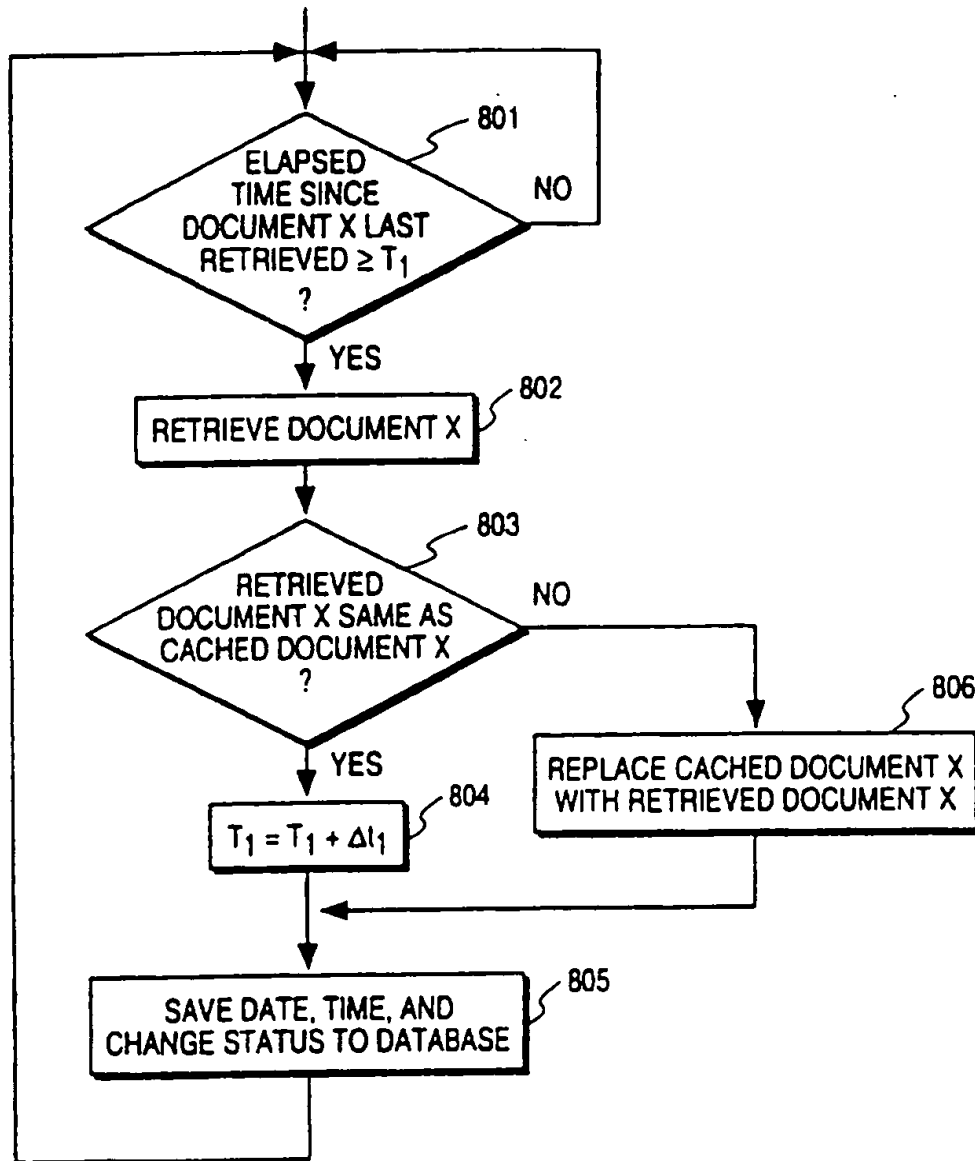 801
ELAPSED
TIME SINCE
DOCUMENT X LAST
RETRIEVED ≥ T₁
?
NO
YES
802
RETRIEVE DOCUMENT X
803
RETRIEVED
DOCUMENT X SAME AS
CACHED DOCUMENT X
?
NO
YES
806
REPLACE CACHED DOCUMENT X
WITH RETRIEVED DOCUMENT X
804
T₁ = T₁ + Δt₁
805
SAVE DATE, TIME, AND
CHANGE STATUS TO DATABASE